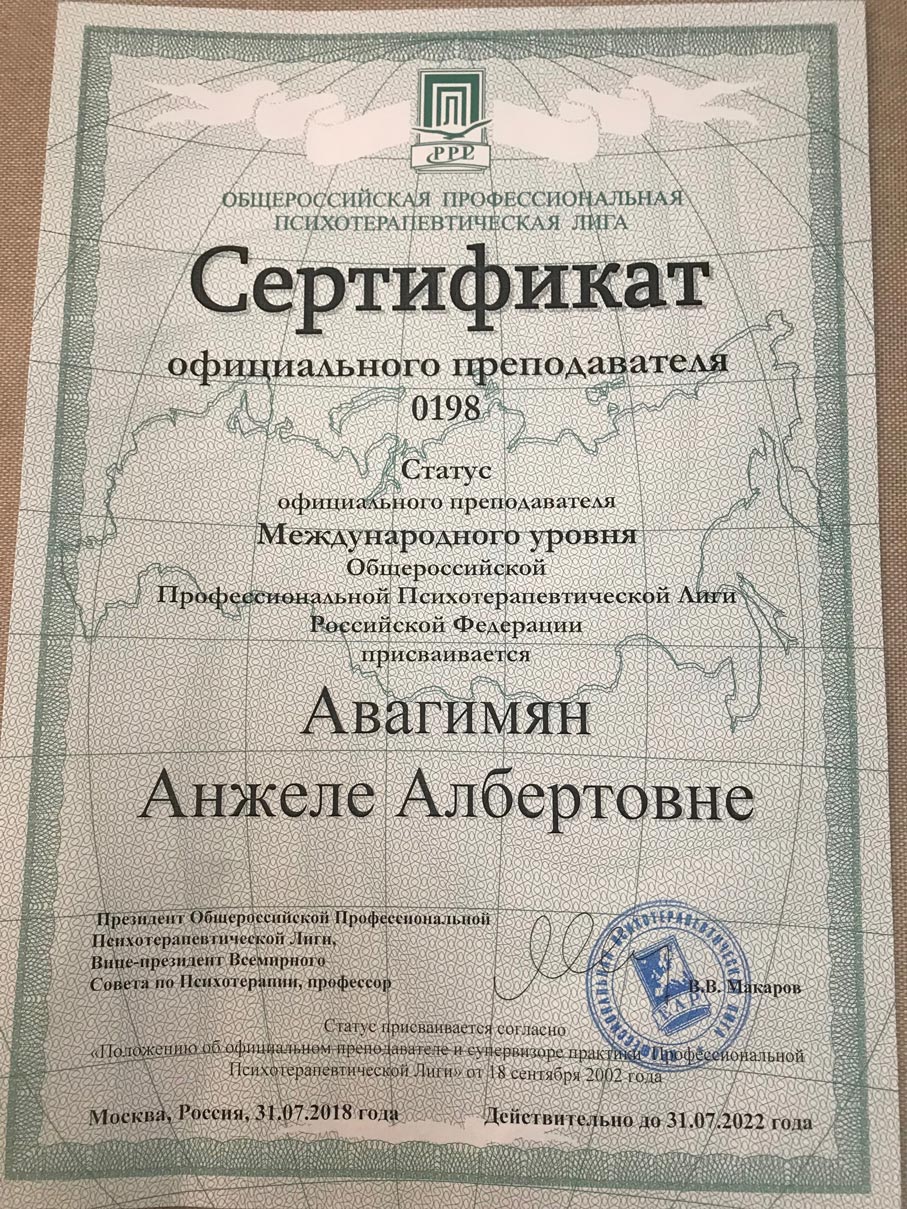 PPL
ОБЩЕРОССИЙСКАЯ ПРОФЕССИОНАЛЬНАЯ
ПСИХОТЕРАПЕВТИЧЕСКАЯ ЛИГА
Сертификат
официального преподавателя
0198
Статус
официального преподавателя
Международного уровня
Общероссийской
Профессиональной Психотерапевтической Лиги
Российской Федерации
присваивается
Авагимян
Анжеле Албертовне
Президент Общероссийской Профессиональной
Психотерапевтической Лиги,
Вице-президент Всемирного
Совета по Психотерапии, профессор
В.В. Макаров
Статус присваивается согласно
«Положению об официальном преподавателе и супервизоре практики Профессиональной
Психотерапевтической Лиги» от 18 сентября 2002 года
Москва, Россия, 31.07.2018 года
Действительно до 31.07.2022 года